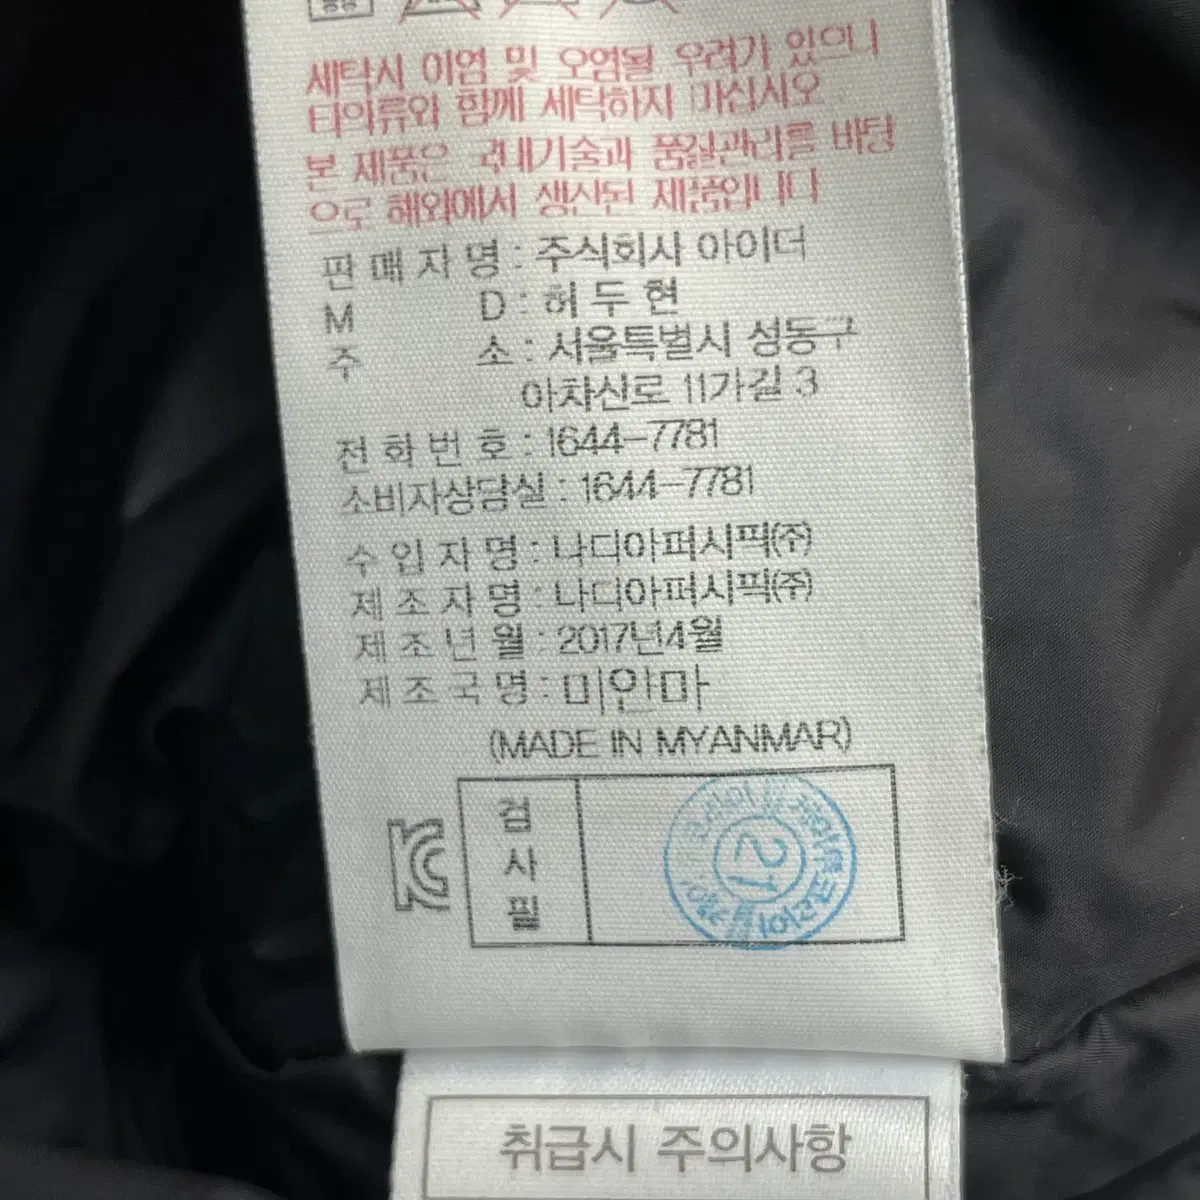 세탁시 이염 및 오염될 우려가 있으니
타의류와 함께 세탁하지 마십시오
본 제품은 국내기술과 품질관리를 바탕
으로 해외에서 생산된 제품입니다
판 매 자 명 : 주식회사 아이더
M D : 허 두 현
주 소 : 서울특별시 성동구
아차산로 11가길 3
전 화 번 호 : 1644-7781
소비자상담실 : 1644-7781
수 입 자 명 : 나디아퍼시픽(주)
제 조 자 명 : 나디아퍼시픽(주)
제 조 년 월 : 2017년4월
제 조 국 명 : 미얀마
(MADE IN MYANMAR)
검
사
필
21
취급시 주의사항